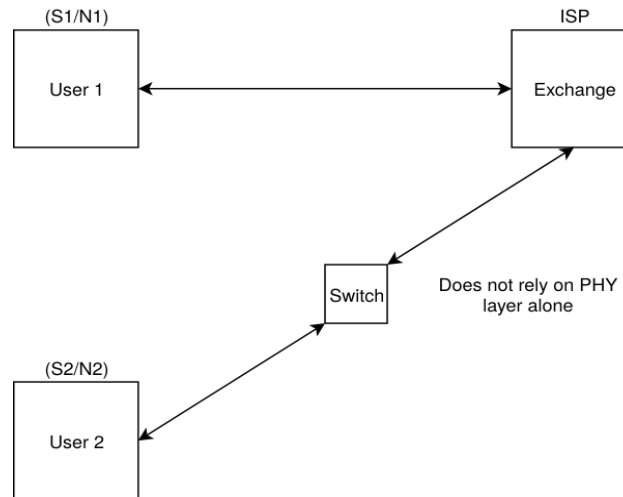 (S1/N1)
ISP
User 1
Exchange
Switch
Does not rely on PHY
layer alone
(S2/N2)
User 2